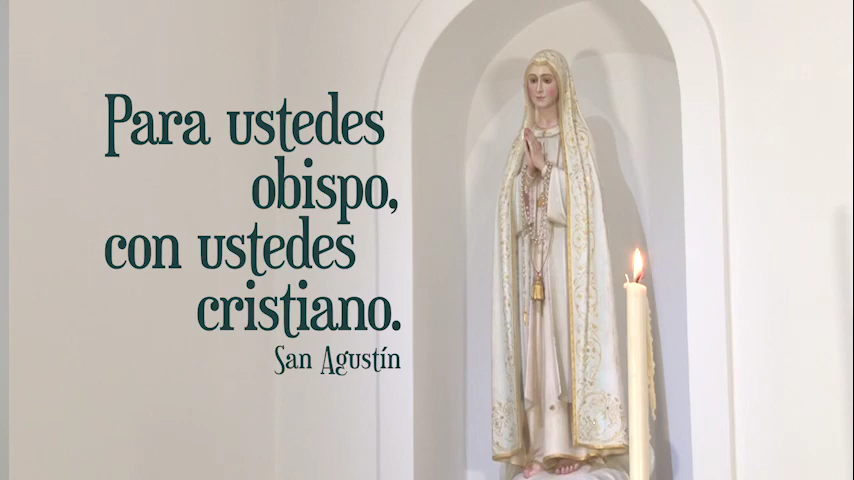 Para ustedes
obispo,
con ustedes
cristiano.
San Agustín